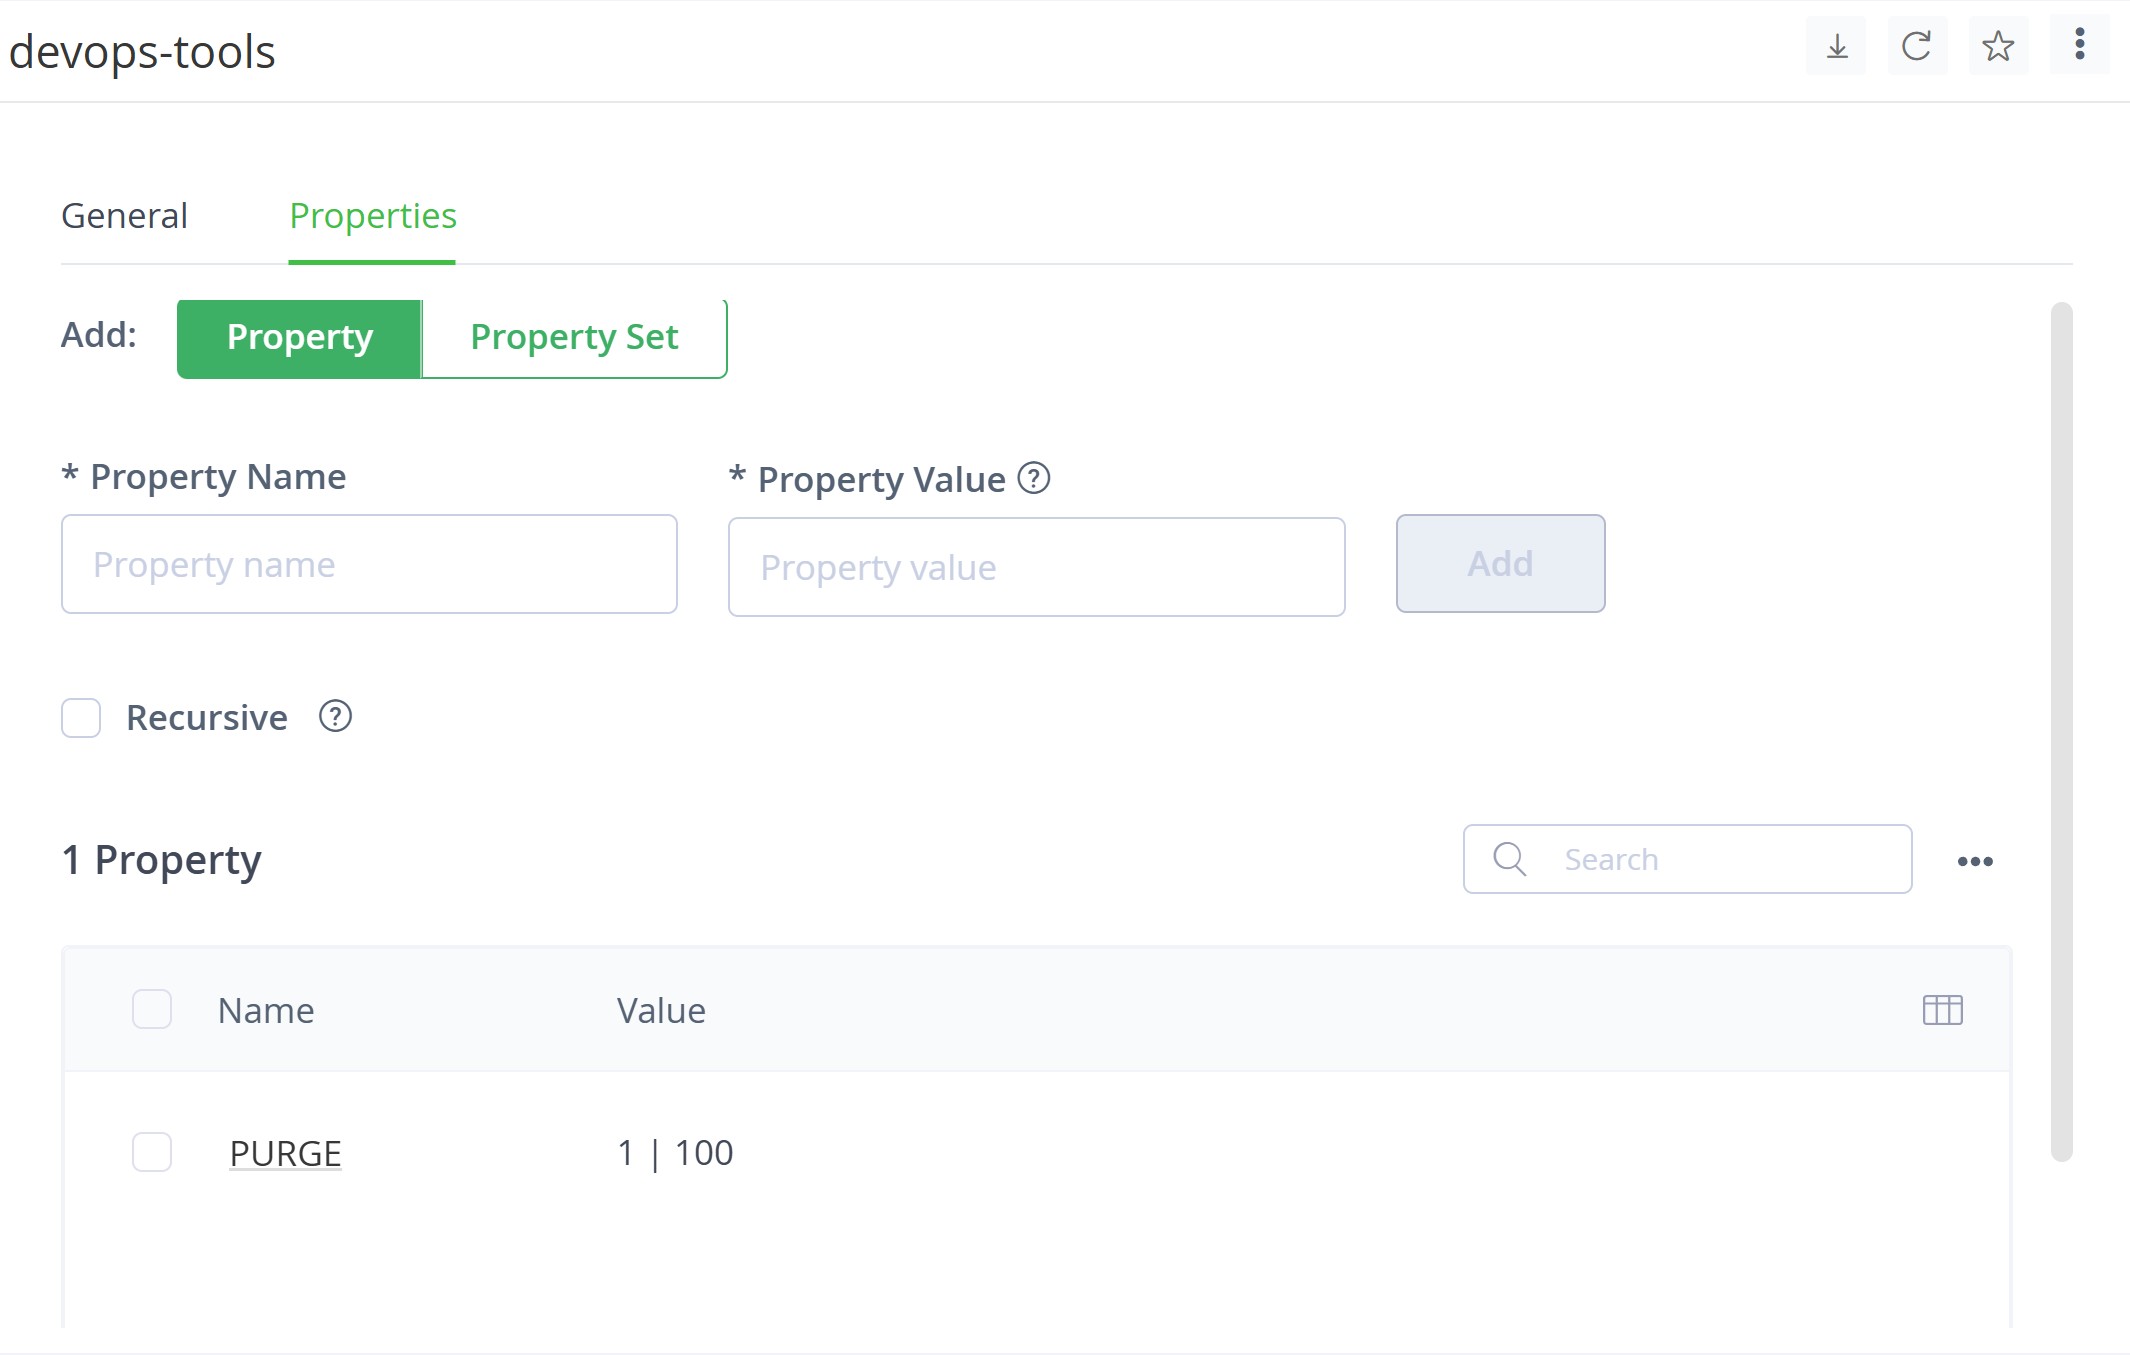 devops-tools
General Properties
Add: Property Property Set
* Property Name * Property Value ?
Property name Property value Add
Recursive ?
1 Property Search
Name Value
PURGE 1 | 100